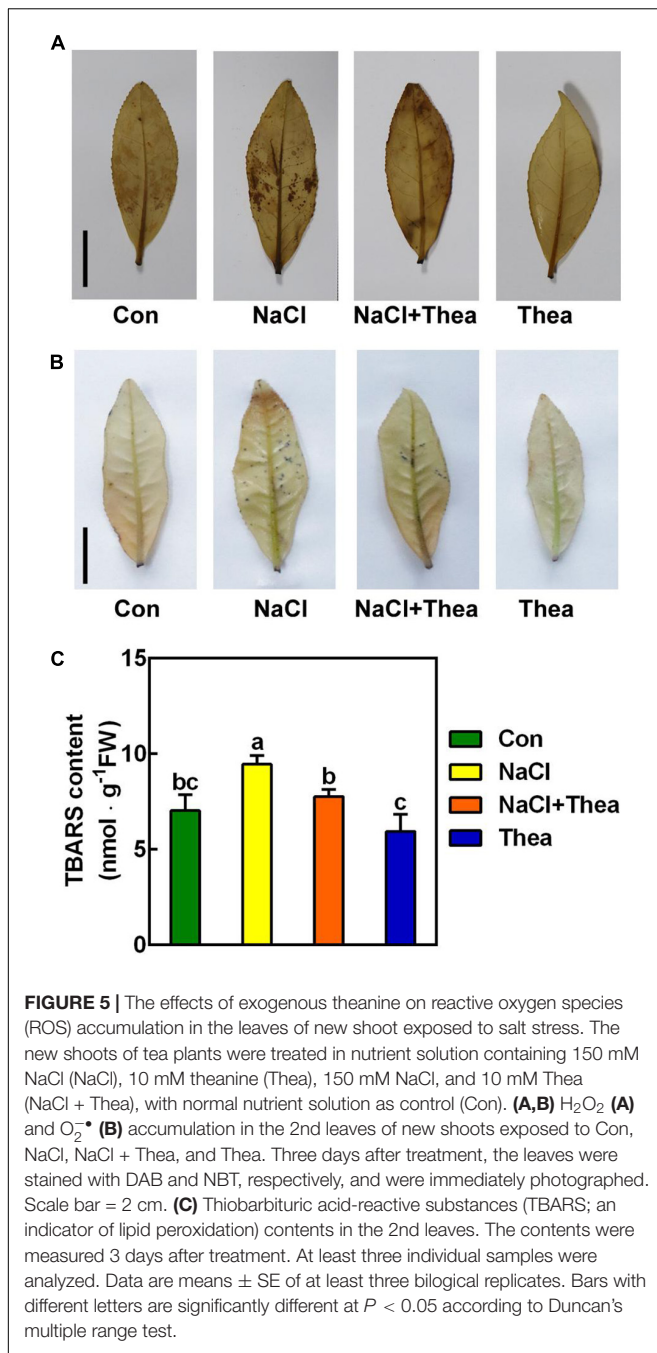 A
Con NaCl NaCl+Thea Thea
B
Con NaCl NaCl+Thea Thea
C
15
10
5
0
TBARS content
(nmol · g⁻¹FW)
bc
a
b
c
Con
NaCl
NaCl+Thea
Thea
FIGURE 5 | The effects of exogenous theanine on reactive oxygen species
(ROS) accumulation in the leaves of new shoot exposed to salt stress. The
new shoots of tea plants were treated in nutrient solution containing 150 mM
NaCl (NaCl), 10 mM theanine (Thea), 150 mM NaCl, and 10 mM Thea
(NaCl + Thea), with normal nutrient solution as control (Con). (A,B) H₂O₂ (A)
and O₂⁻• (B) accumulation in the 2nd leaves of new shoots exposed to Con,
NaCl, NaCl + Thea, and Thea. Three days after treatment, the leaves were
stained with DAB and NBT, respectively, and were immediately photographed.
Scale bar = 2 cm. (C) Thiobarbituric acid-reactive substances (TBARS; an
indicator of lipid peroxidation) contents in the 2nd leaves. The contents were
measured 3 days after treatment. At least three individual samples were
analyzed. Data are means ± SE of at least three bilogical replicates. Bars with
different letters are significantly different at P < 0.05 according to Duncan's
multiple range test.